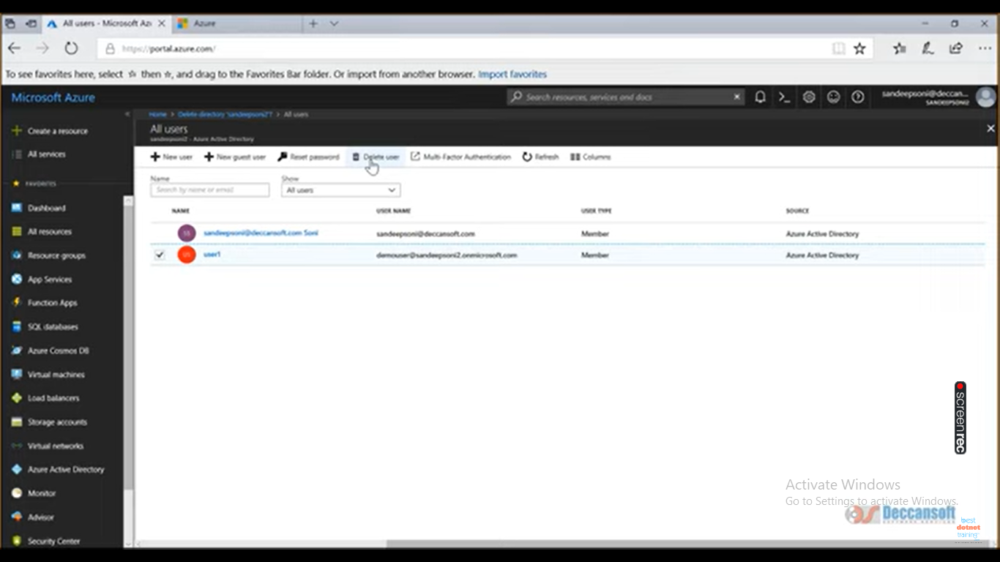 All users - Microsoft Az
Azure
https://portal.azure.com/
To see favorites here, select ☆ then ☆, and drag to the Favorites Bar folder. Or import from another browser. Import favorites
Microsoft Azure
Search resources, services and docs
sandeepsoni@deccan...
SANDEEPSONI2
Home > Delete directory 'sandeepsoni2'? > All users
All users
sandeepsoni2 - Azure Active Directory
Create a resource
All services
FAVORITES
Dashboard
All resources
Resource groups
App Services
Function Apps
SQL databases
Azure Cosmos DB
Virtual machines
Load balancers
Storage accounts
Virtual networks
Azure Active Directory
Monitor
Advisor
Security Center
New user New guest user Reset password Delete user Multi-Factor Authentication Refresh Columns
Name Show
Search by name or email All users
NAME USER NAME USER TYPE SOURCE
SS sandeepsoni@deccansoft.com Soni sandeepsoni@deccansoft.com Member Azure Active Directory
user1 demouser@sandeepsoni2.onmicrosoft.com Member Azure Active Directory
screenrec
Activate Windows
Go to Settings to activate Windows.
Deccansoft
SOFTWARE SERVICES
best
dotnet
training